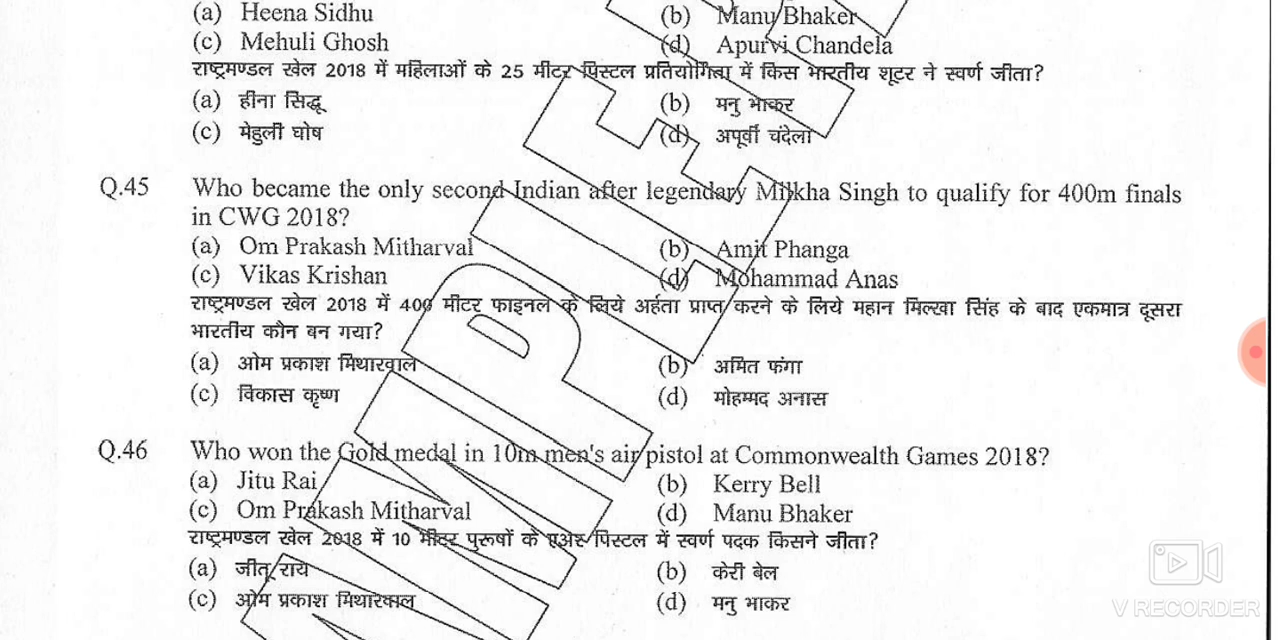 (a) Heena Sidhu (b) Manu Bhaker
(c) Mehuli Ghosh (d) Apurvi Chandela
राष्ट्रमण्डल खेल 2018 में महिलाओं के 25 मीटर पिस्टल प्रतियोगिता में किस भारतीय शूटर ने स्वर्ण जीता?
(a) हीना सिद्धू (b) मनु भाकर
(c) मेहुली घोष (d) अपूर्वी चंदेला
Q.45 Who became the only second Indian after legendary Milkha Singh to qualify for 400m finals
in CWG 2018?
(a) Om Prakash Mitharval (b) Amit Phanga
(c) Vikas Krishan (d) Mohammad Anas
राष्ट्रमण्डल खेल 2018 में 400 मीटर फाइनल के लिये अर्हता प्राप्त करने के लिये महान मिल्खा सिंह के बाद एकमात्र दूसरा
भारतीय कौन बन गया?
(a) ओम प्रकाश मिथारवाल (b) अमित फंगा
(c) विकास कृष्ण (d) मोहम्मद अनास
Q.46 Who won the Gold medal in 10m men's air pistol at Commonwealth Games 2018?
(a) Jitu Rai (b) Kerry Bell
(c) Om Prakash Mitharval (d) Manu Bhaker
राष्ट्रमण्डल खेल 2018 में 10 मीटर पुरूषों के एअर पिस्टल में स्वर्ण पदक किसने जीता?
(a) जीतू राय (b) केरी बेल
(c) ओम प्रकाश मिथारवाल (d) मनु भाकर
V RECORDER